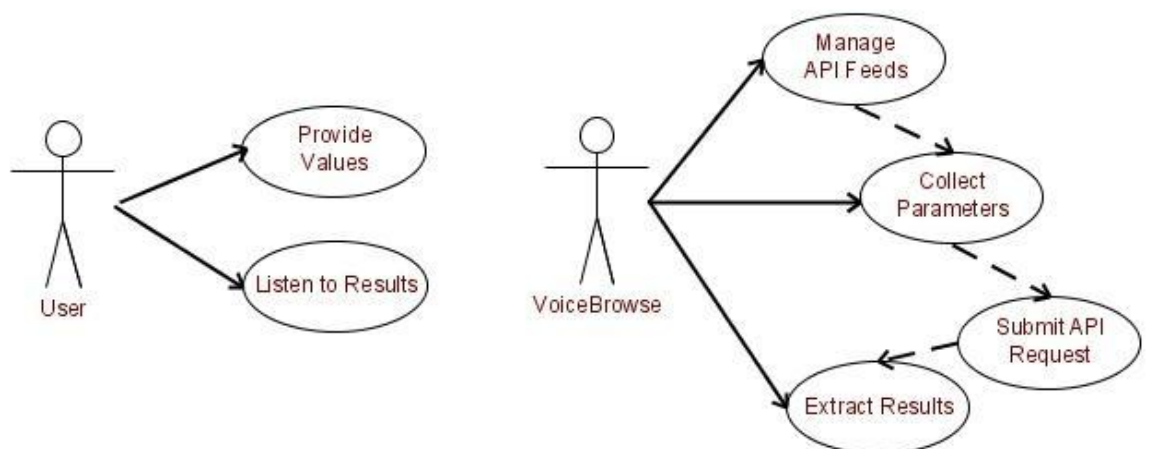 Provide
Values
Listen to Results
User
Manage
API Feeds
Collect
Parameters
Submit API
Request
Extract Results
VoiceBrowse